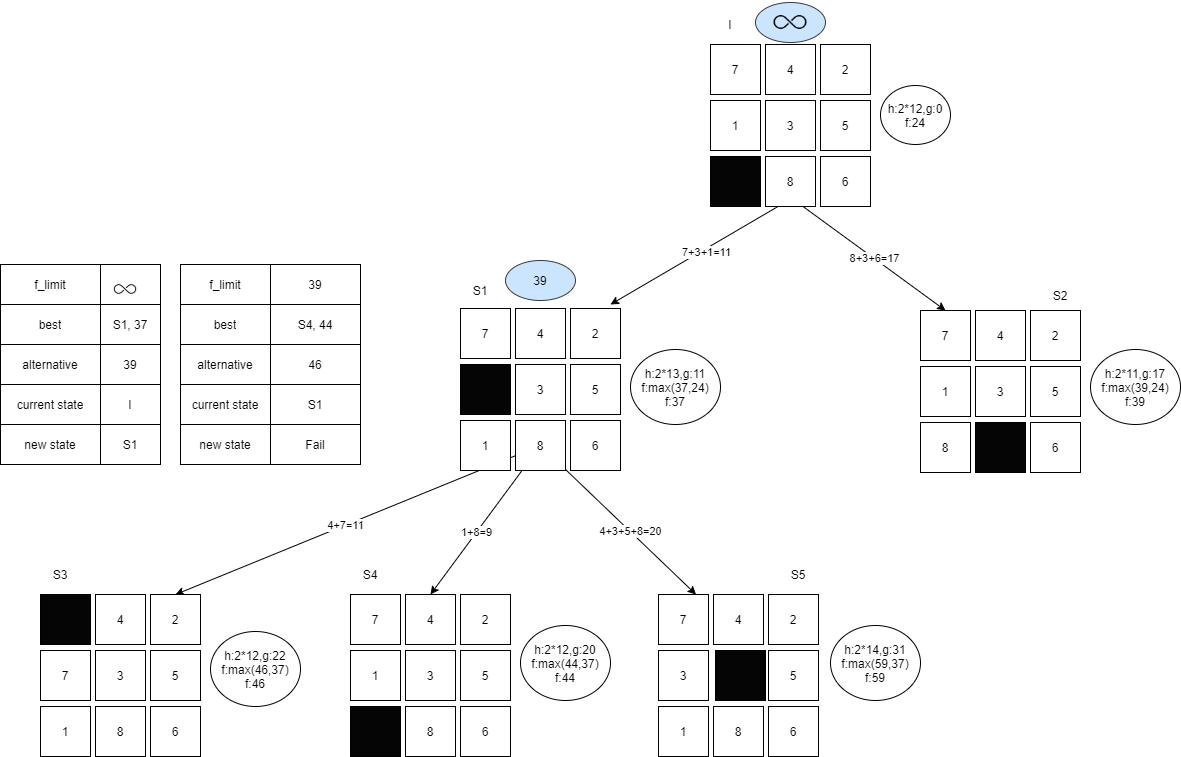 I ∞
7 4 2
h:2*12,g:0
f:24
1 3 5
8 6
7+3+1=11
8+3+6=17
f_limit ∞
best S1, 37
alternative 39
current state I
new state S1
f_limit 39
best S4, 44
alternative 46
current state S1
new state Fail
S1 39
7 4 2
3 5
1 8 6
h:2*13,g:11
f:max(37,24)
f:37
S2
7 4 2
1 3 5
8 6
h:2*11,g:17
f:max(39,24)
f:39
4+7=11
1+8=9
4+3+5+8=20
S3
4 2
7 3 5
1 8 6
h:2*12,g:22
f:max(46,37)
f:46
S4
7 4 2
1 3 5
8 6
h:2*12,g:20
f:max(44,37)
f:44
S5
7 4 2
3 5
1 8 6
h:2*14,g:31
f:max(59,37)
f:59